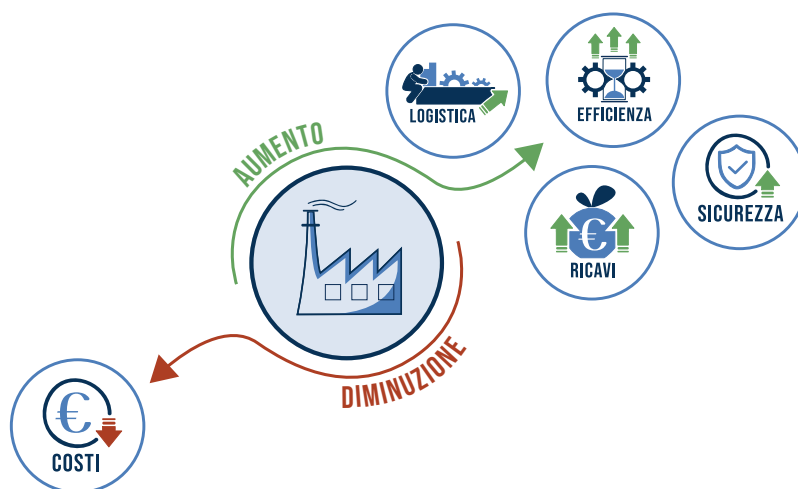 LOGISTICA
EFFICIENZA
AUMENTO
SICUREZZA
€
RICAVI
DIMINUZIONE
€
COSTI